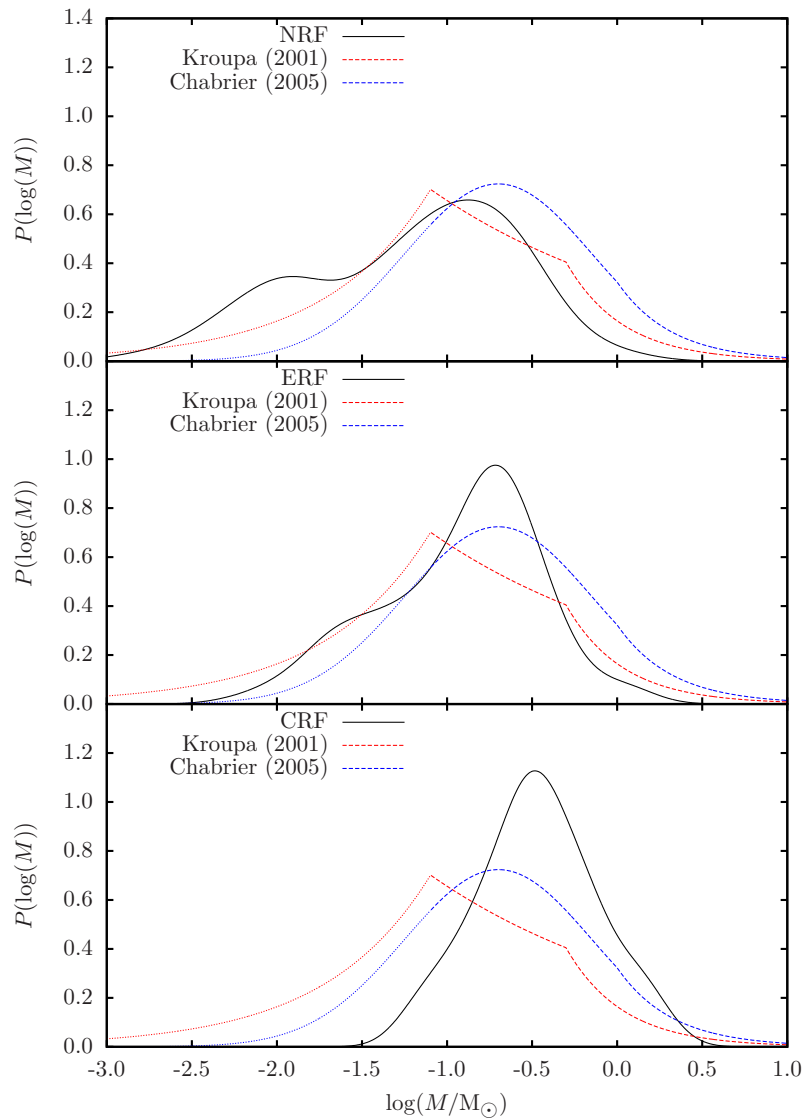 1.4
1.2
1.0
0.8
0.6
0.4
0.2
0.0
P(log(M))
NRF
Kroupa (2001)
Chabrier (2005)
1.2
1.0
0.8
0.6
0.4
0.2
0.0
P(log(M))
ERF
Kroupa (2001)
Chabrier (2005)
1.2
1.0
0.8
0.6
0.4
0.2
0.0
P(log(M))
CRF
Kroupa (2001)
Chabrier (2005)
-3.0 -2.5 -2.0 -1.5 -1.0 -0.5 0.0 0.5 1.0
log(M/M☉)